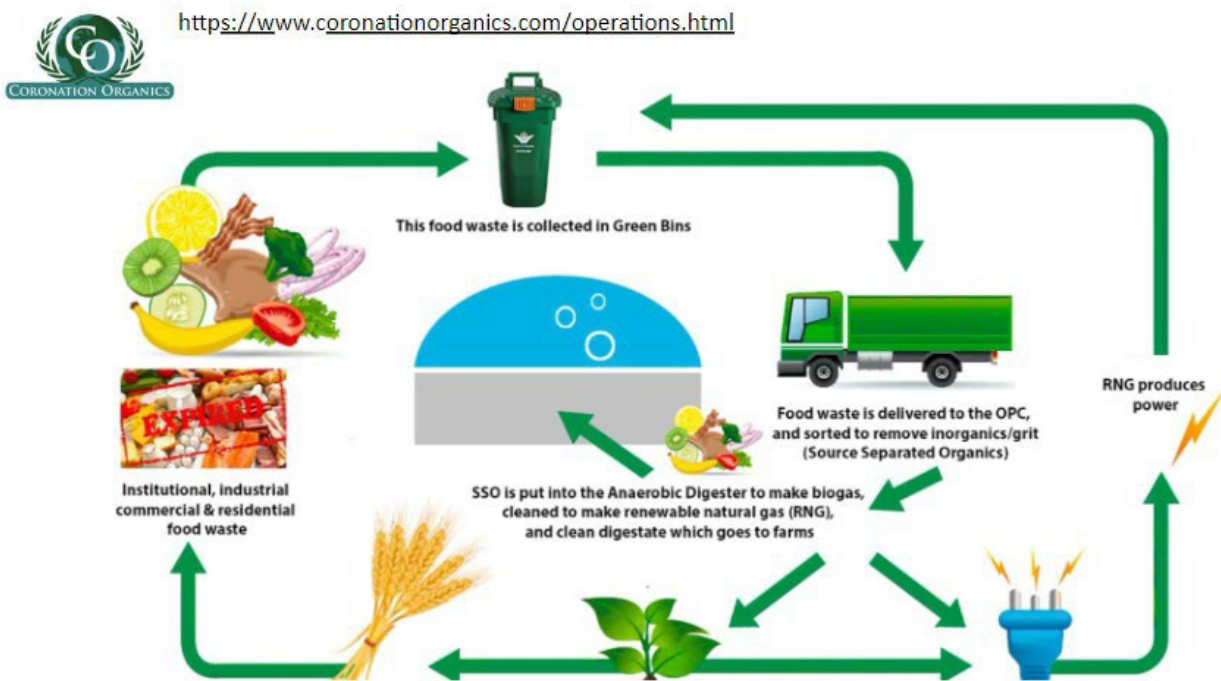 https://www.coronationorganics.com/operations.html
CO
CORONATION ORGANICS
This food waste is collected in Green Bins
RNG produces
power
Food waste is delivered to the OPC,
and sorted to remove inorganics/grit
(Source Separated Organics)
EXPIRED
Institutional, industrial
commercial & residential
food waste
SSO is put into the Anaerobic Digester to make biogas,
cleaned to make renewable natural gas (RNG),
and clean digestate which goes to farms